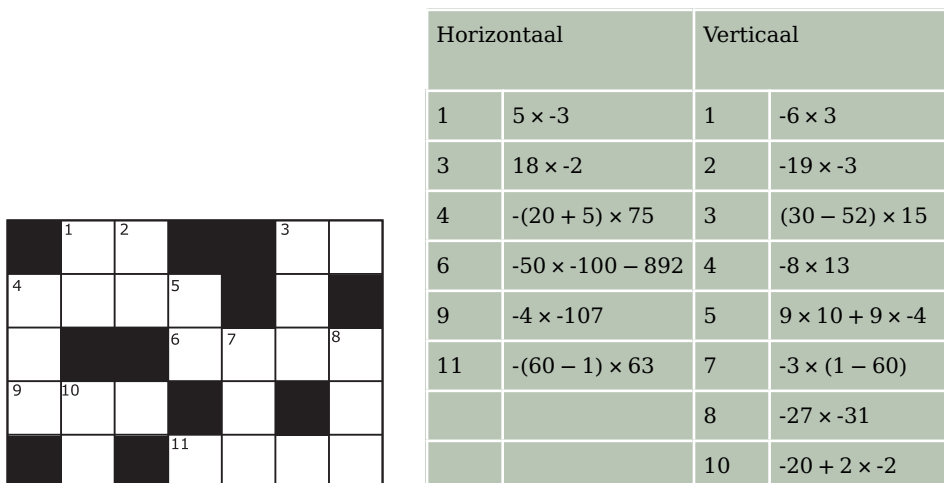 Horizontaal Verticaal
1 5 × -3 1 -6 × 3
3 18 × -2 2 -19 × -3
4 -(20 + 5) × 75 3 (30 – 52) × 15
6 -50 × -100 – 892 4 -8 × 13
9 -4 × -107 5 9 × 10 + 9 × -4
11 -(60 – 1) × 63 7 -3 × (1 – 60)
8 -27 × -31
10 -20 + 2 × -2
1 2 3
4 5
6 7 8
9 10
11